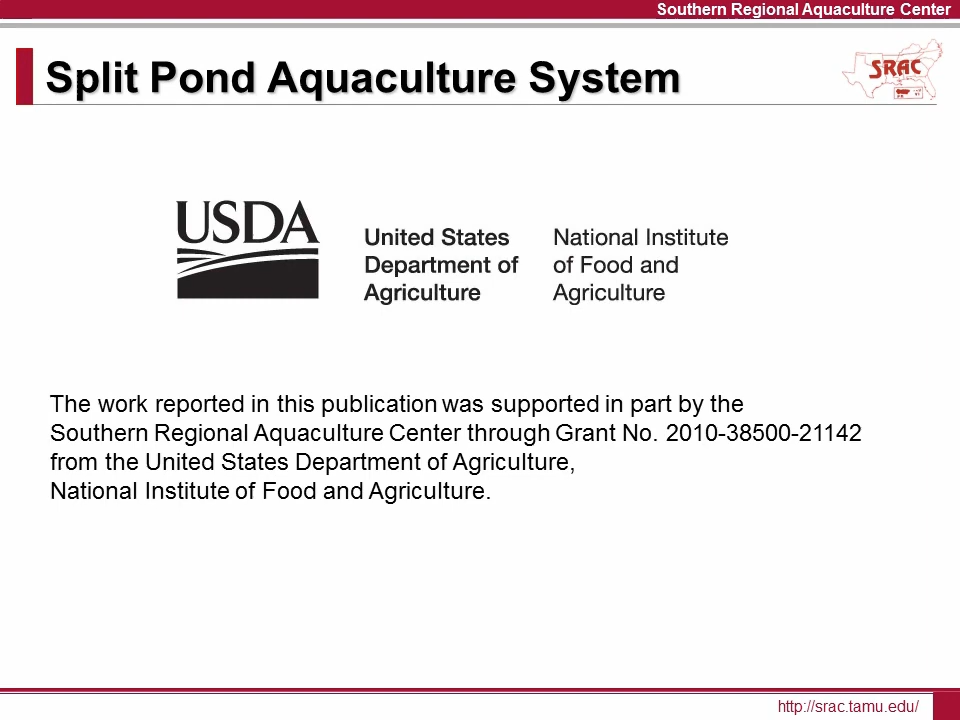 Southern Regional Aquaculture Center
Split Pond Aquaculture System
SRAC
USDA
United States
Department of
Agriculture
National Institute
of Food and
Agriculture
The work reported in this publication was supported in part by the
Southern Regional Aquaculture Center through Grant No. 2010-38500-21142
from the United States Department of Agriculture,
National Institute of Food and Agriculture.
http://srac.tamu.edu/